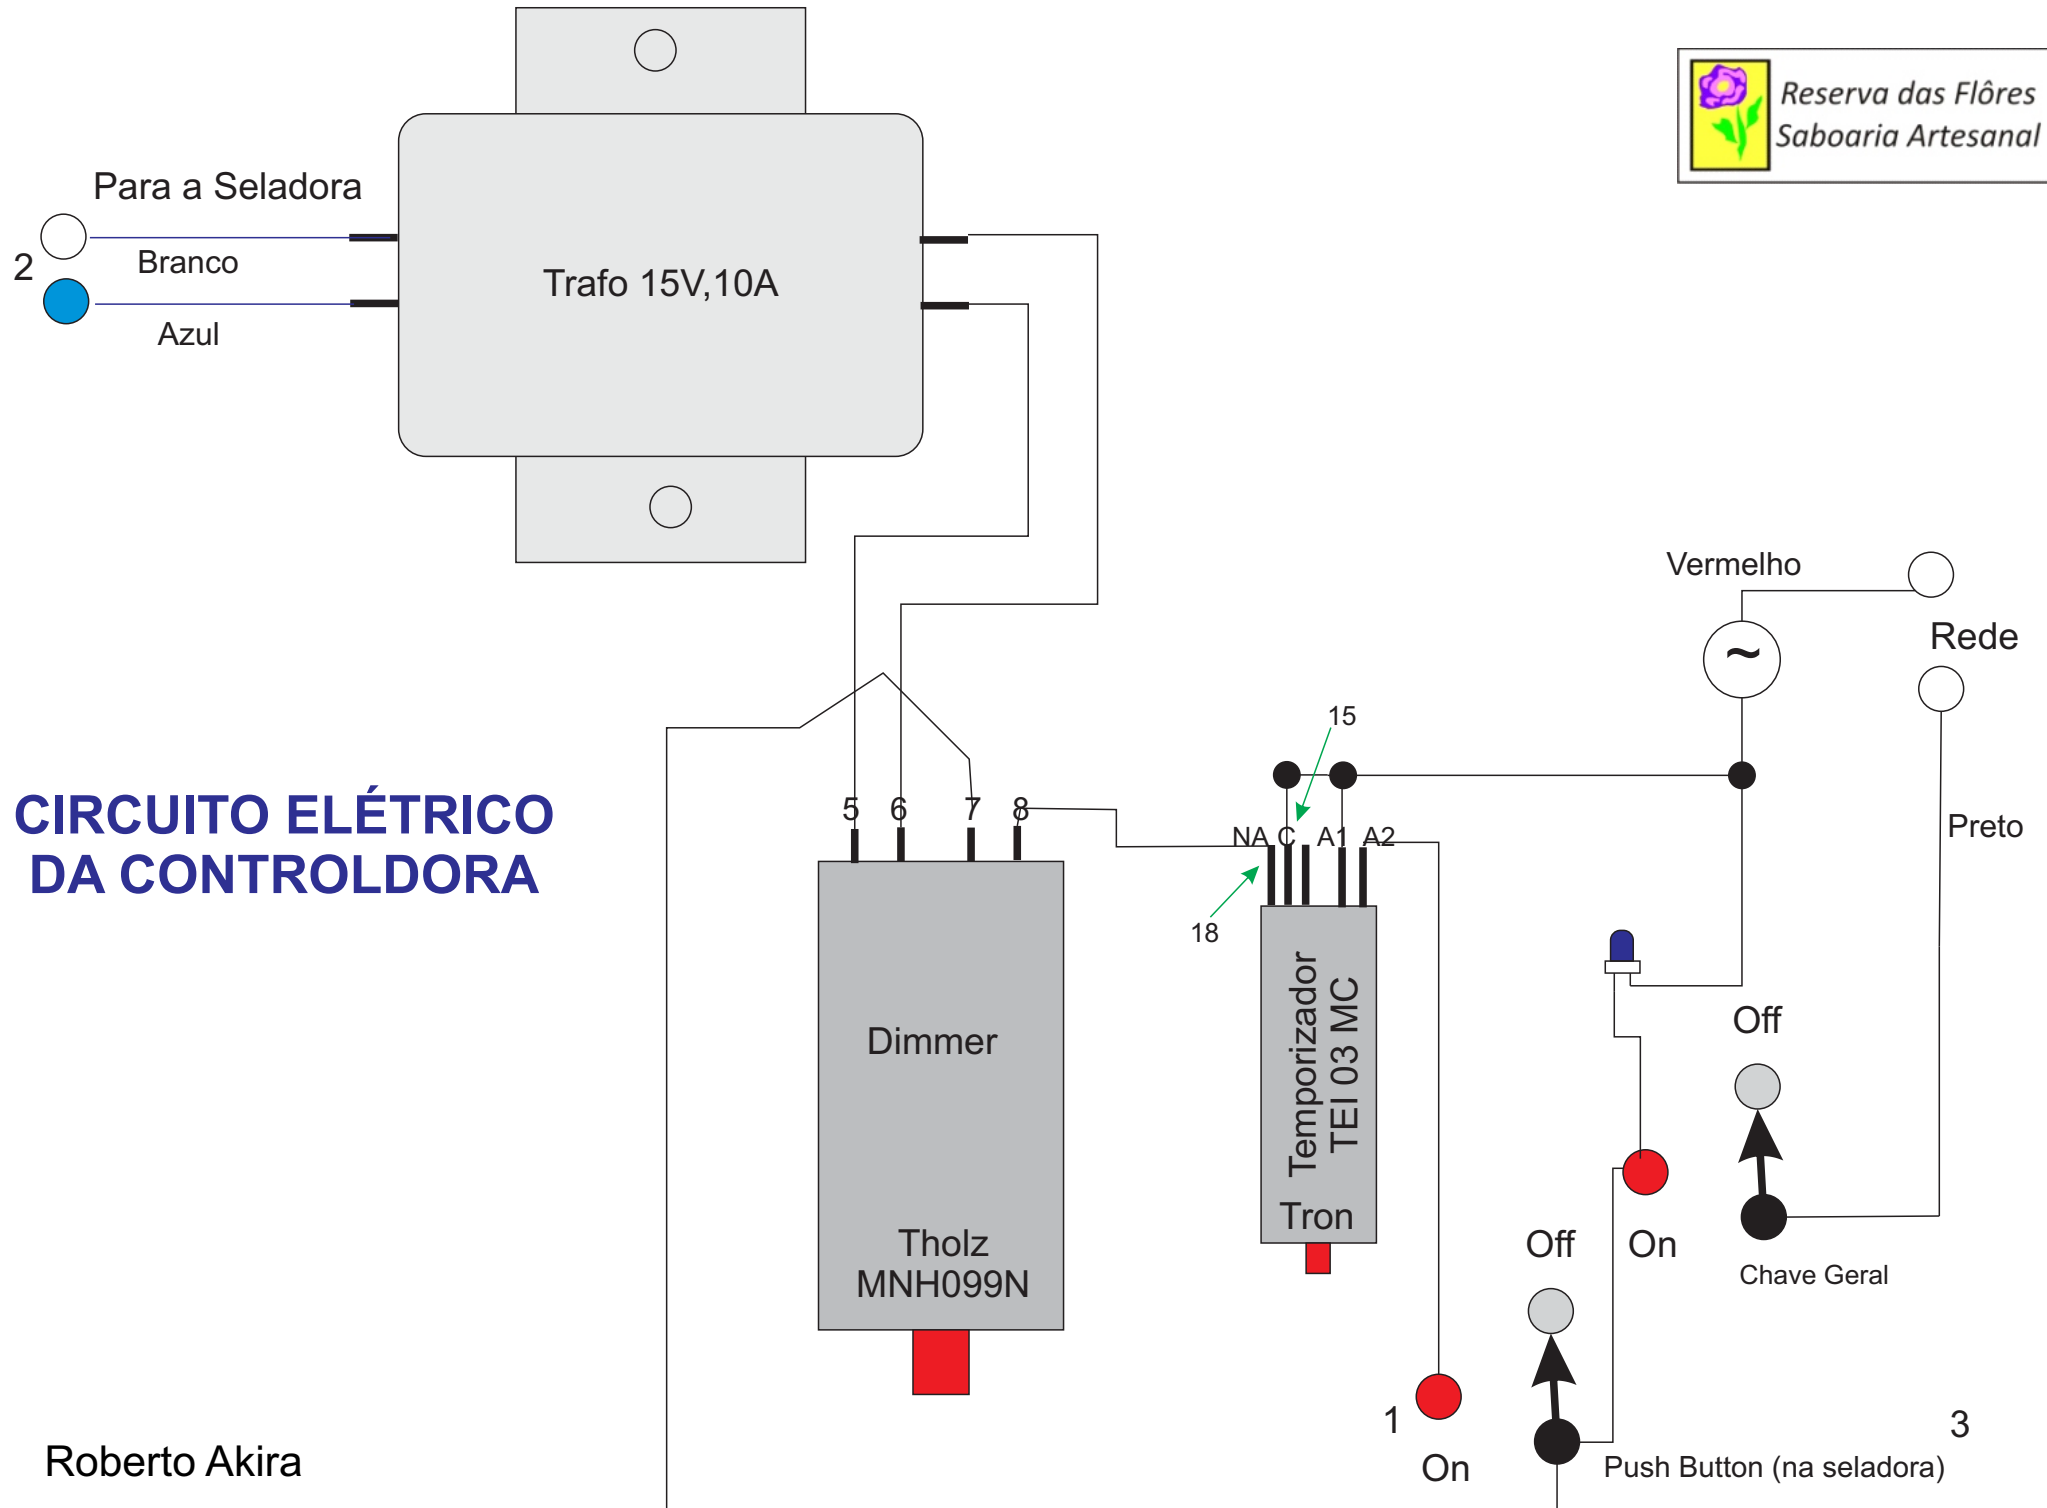 Reserva das Flôres
Saboaria Artesanal
Para a Seladora
2
Branco
Azul
Trafo 15V,10A
Vermelho
~
Rede
15
CIRCUITO ELÉTRICO
DA CONTROLDORA
5 6 7 8
NA C A1 A2
Preto
18
Dimmer
Temporizador
TEI 03 MC
Off
Tholz
MNH099N
Tron
Off
On
Chave Geral
1
On
3
Push Button (na seladora)
Roberto Akira